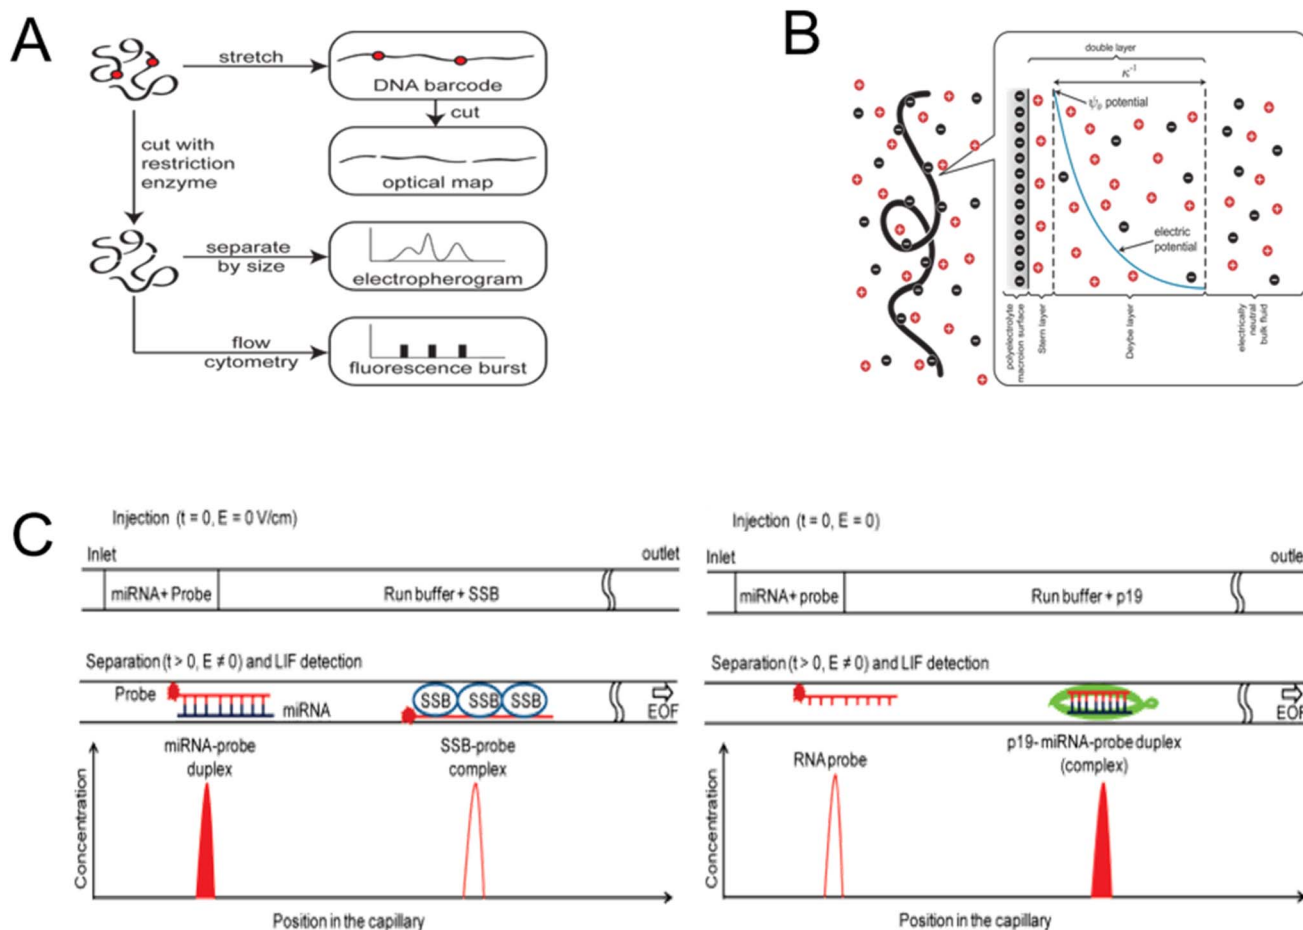 A
stretch
DNA barcode
cut
cut with
restriction
enzyme
optical map
separate
by size
electropherogram
flow
cytometry
fluorescence burst
B
double layer
κ⁻¹
ψ₀ potential
electric
potential
polyelectrolyte
macroion surface
Stern layer
Deybe layer
electrically
neutral
bulk fluid
C
Injection (t = 0, E = 0 V/cm)
Inlet
outlet
miRNA+ Probe
Run buffer + SSB
Separation (t > 0, E ≠ 0) and LIF detection
Probe
miRNA
SSB
SSB
SSB
EOF
miRNA-probe
duplex
SSB-probe
complex
Concentration
Position in the capillary
Injection (t=0, E=0)
Inlet
outle
miRNA+ probe
Run buffer + p19
Separation (t > 0, E ≠ 0) and LIF detection
EOF
RNA probe
p19- miRNA-probe duplex
(complex)
Concentration
Position in the capillary